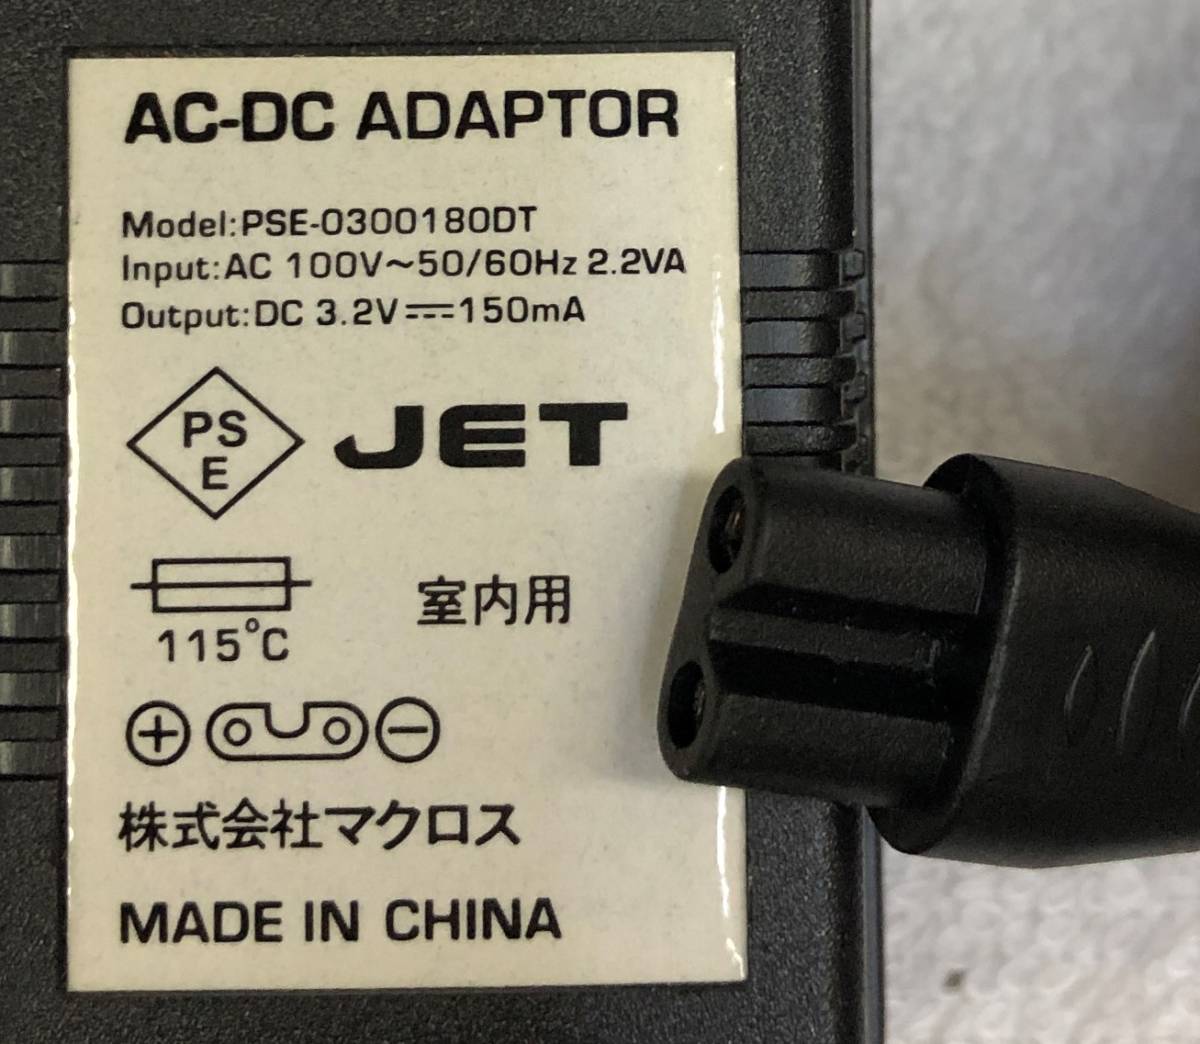 AC-DC ADAPTOR
Model:PSE-0300180DT
Input:AC 100V~50/60Hz 2.2VA
Output:DC 3.2V⎓150mA
PS
E
JET
115°C
室内用
株式会社マクロス
MADE IN CHINA